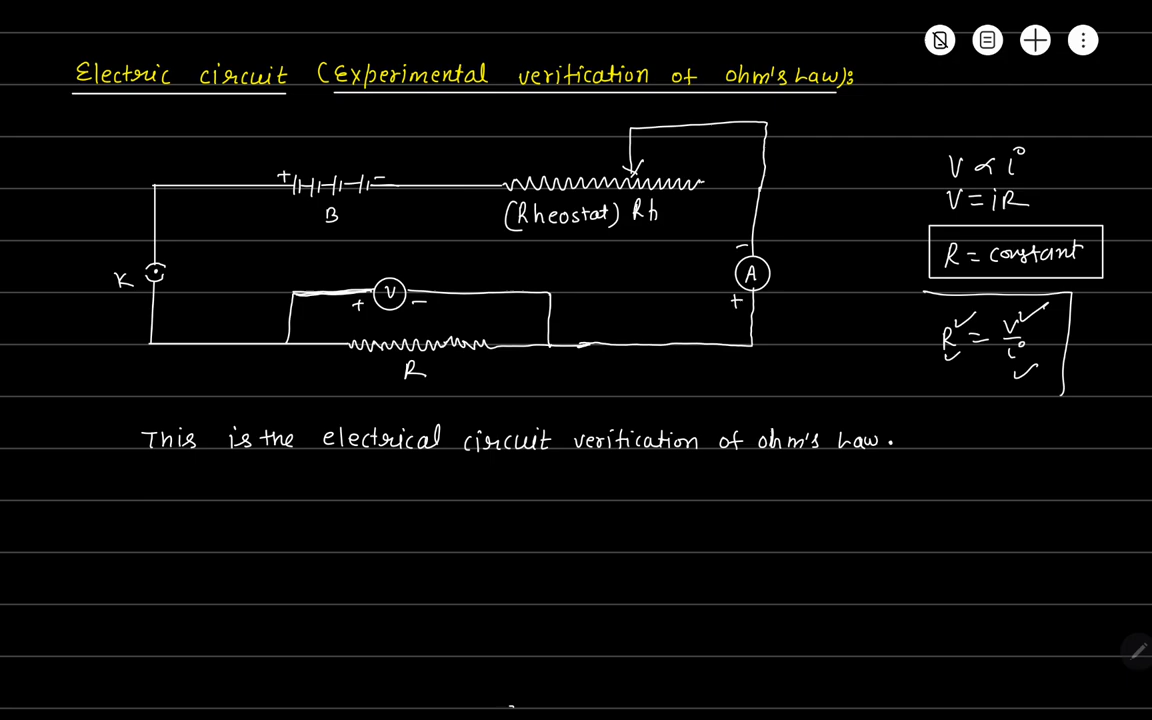 Electric circuit (Experimental verification of ohm's Law):
+ -
B
(Rheostat) Rh
K
+ V -
R
-
A
+
V ∝ i
V = iR
R = constant
R = V/i
This is the electrical circuit verification of ohm's Law.